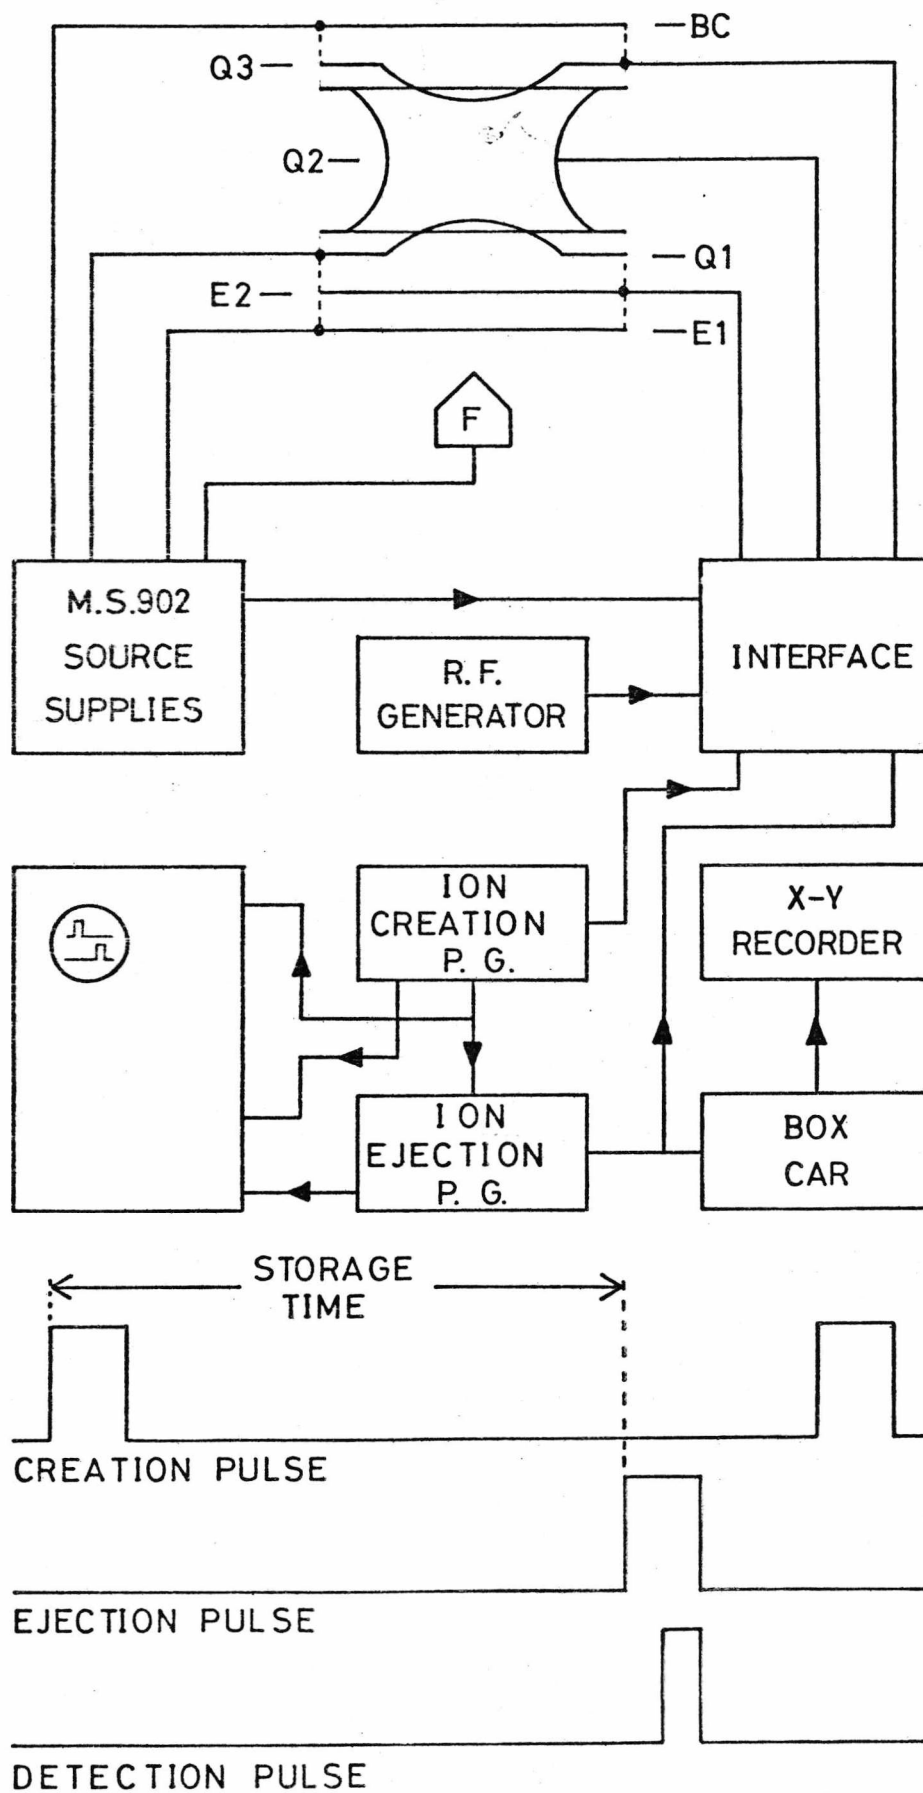 BC
Q3
Q2
Q1
E2
E1
F
M.S.902
SOURCE
SUPPLIES
R.F.
GENERATOR
INTERFACE
ION
CREATION
P. G.
X-Y
RECORDER
ION
EJECTION
P. G.
BOX
CAR
STORAGE
TIME
CREATION PULSE
EJECTION PULSE
DETECTION PULSE